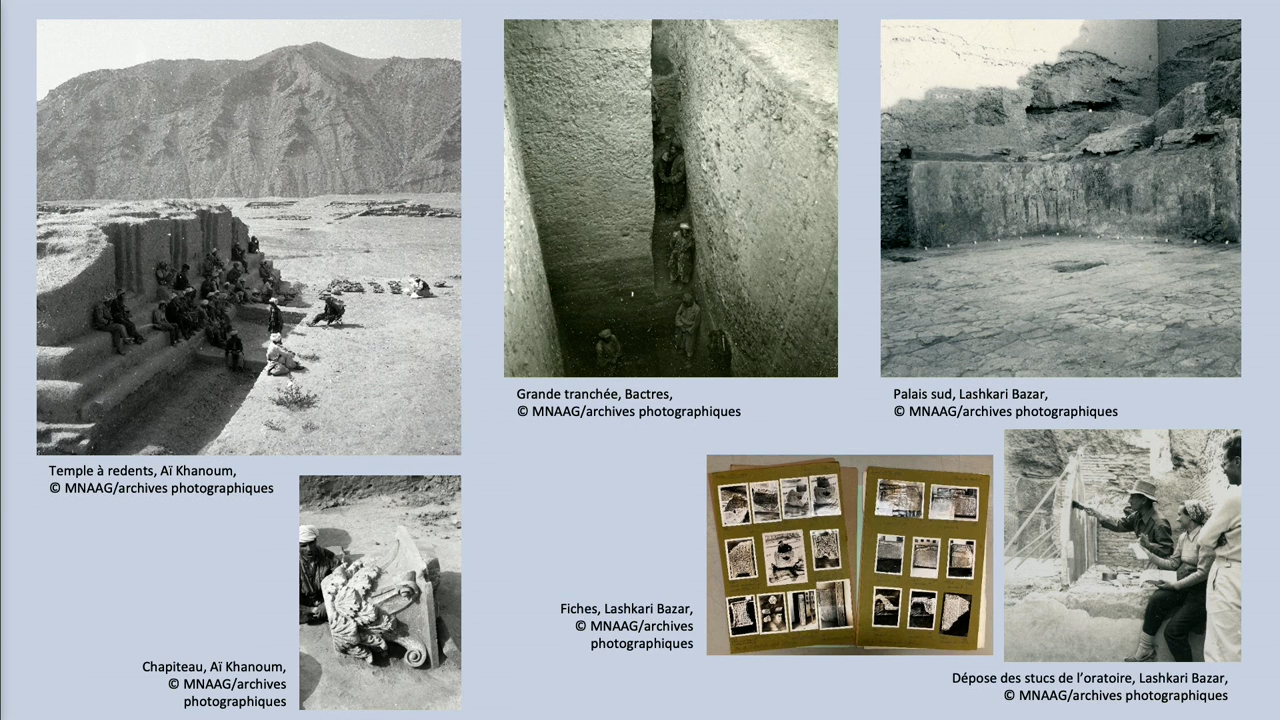 Grande tranchée, Bactres,
© MNAAG/archives photographiques
Palais sud, Lashkari Bazar,
© MNAAG/archives photographiques
Temple à redents, Aï Khanoum,
© MNAAG/archives photographiques
Fiches, Lashkari Bazar,
© MNAAG/archives
photographiques
Chapiteau, Aï Khanoum,
© MNAAG/archives
photographiques
Dépose des stucs de l’oratoire, Lashkari Bazar,
© MNAAG/archives photographiques